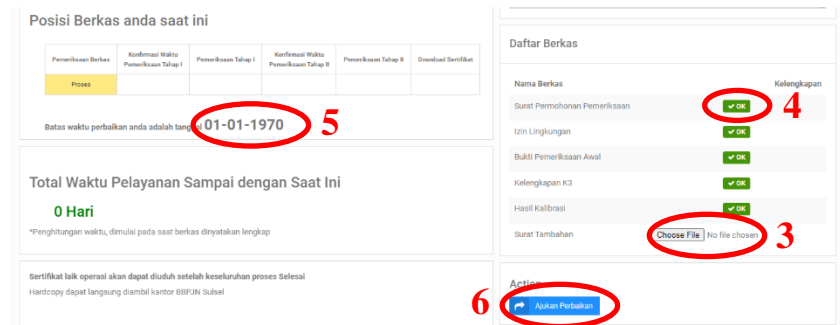 Posisi Berkas anda saat ini
Pemeriksaan Berkas
Konfirmasi Waktu
Pemeriksaan Tahap I
Pemeriksaan Tahap I
Konfirmasi Waktu
Pemeriksaan Tahap II
Pemeriksaan Tahap II
Download Sertifikat
Proses
Batas waktu perbaikan anda adalah tanggal 01-01-1970
5
Total Waktu Pelayanan Sampai dengan Saat Ini
0 Hari
*Penghitungan waktu, dimulai pada saat berkas dinyatakan lengkap
Sertifikat laik operasi akan dapat diuduh setelah keseluruhan proses Selesai
Hardcopy dapat langsung diambil kantor BBPJN Sulsel
Daftar Berkas
Nama Berkas Kelengkapan
Surat Permohonan Pemeriksaan OK
4
Izin Lingkungan OK
Bukti Pemeriksaan Awal OK
Kelengkapan K3 OK
Hasil Kalibrasi OK
Surat Tambahan Choose File No file chosen
3
Action
6
Ajukan Perbaikan